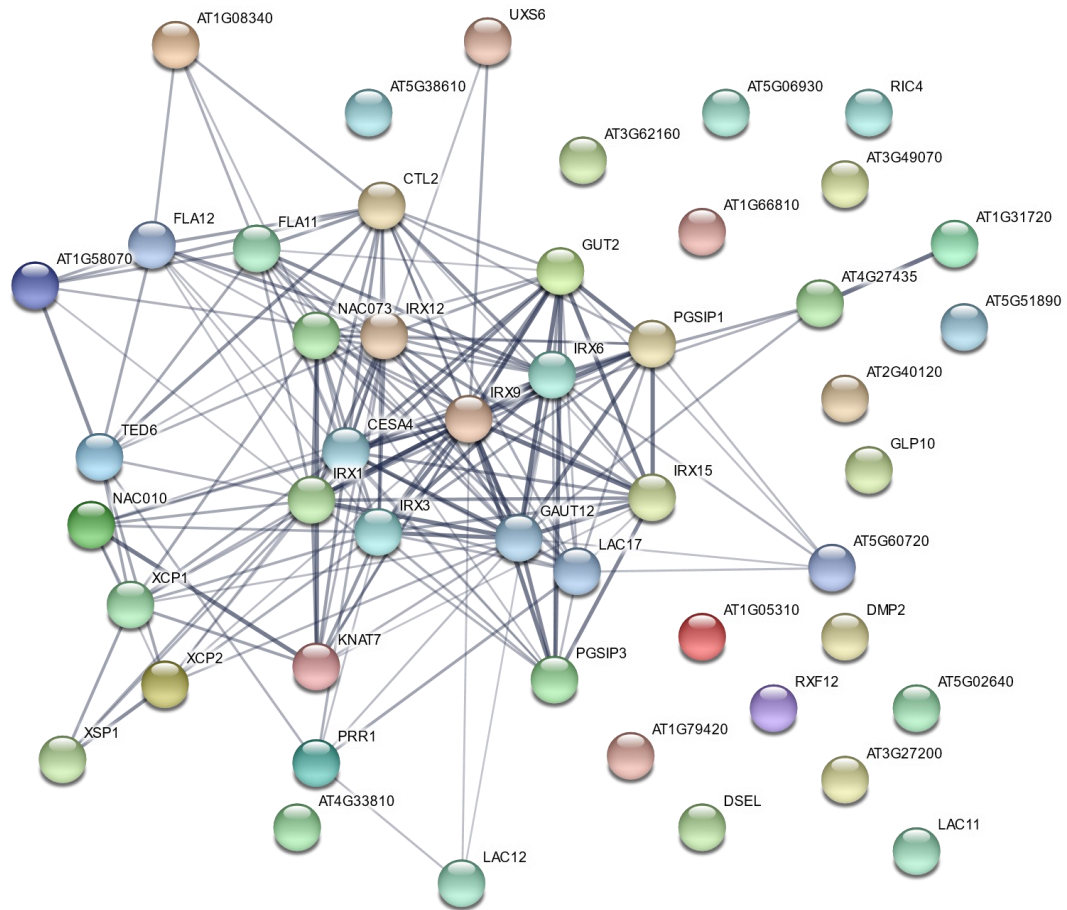 UXS6
AT1G08340
AT5G38610
AT5G06930
RIC4
AT3G62160
AT3G49070
CTL2
AT1G66810
FLA12
FLA11
AT1G31720
GUT2
AT1G58070
AT4G27435
NAC073
IRX12
AT5G51890
PGSIP1
IRX6
AT2G40120
IRX9
CESA4
TED6
GLP10
IRX1
IRX15
NAC010
IRX3
GAUT12
AT5G60720
LAC17
XCP1
AT1G05310
DMP2
KNAT7
PGSIP3
XCP2
RXF12
AT5G02640
XSP1
PRR1
AT1G79420
AT3G27200
AT4G33810
DSEL
LAC11
LAC12